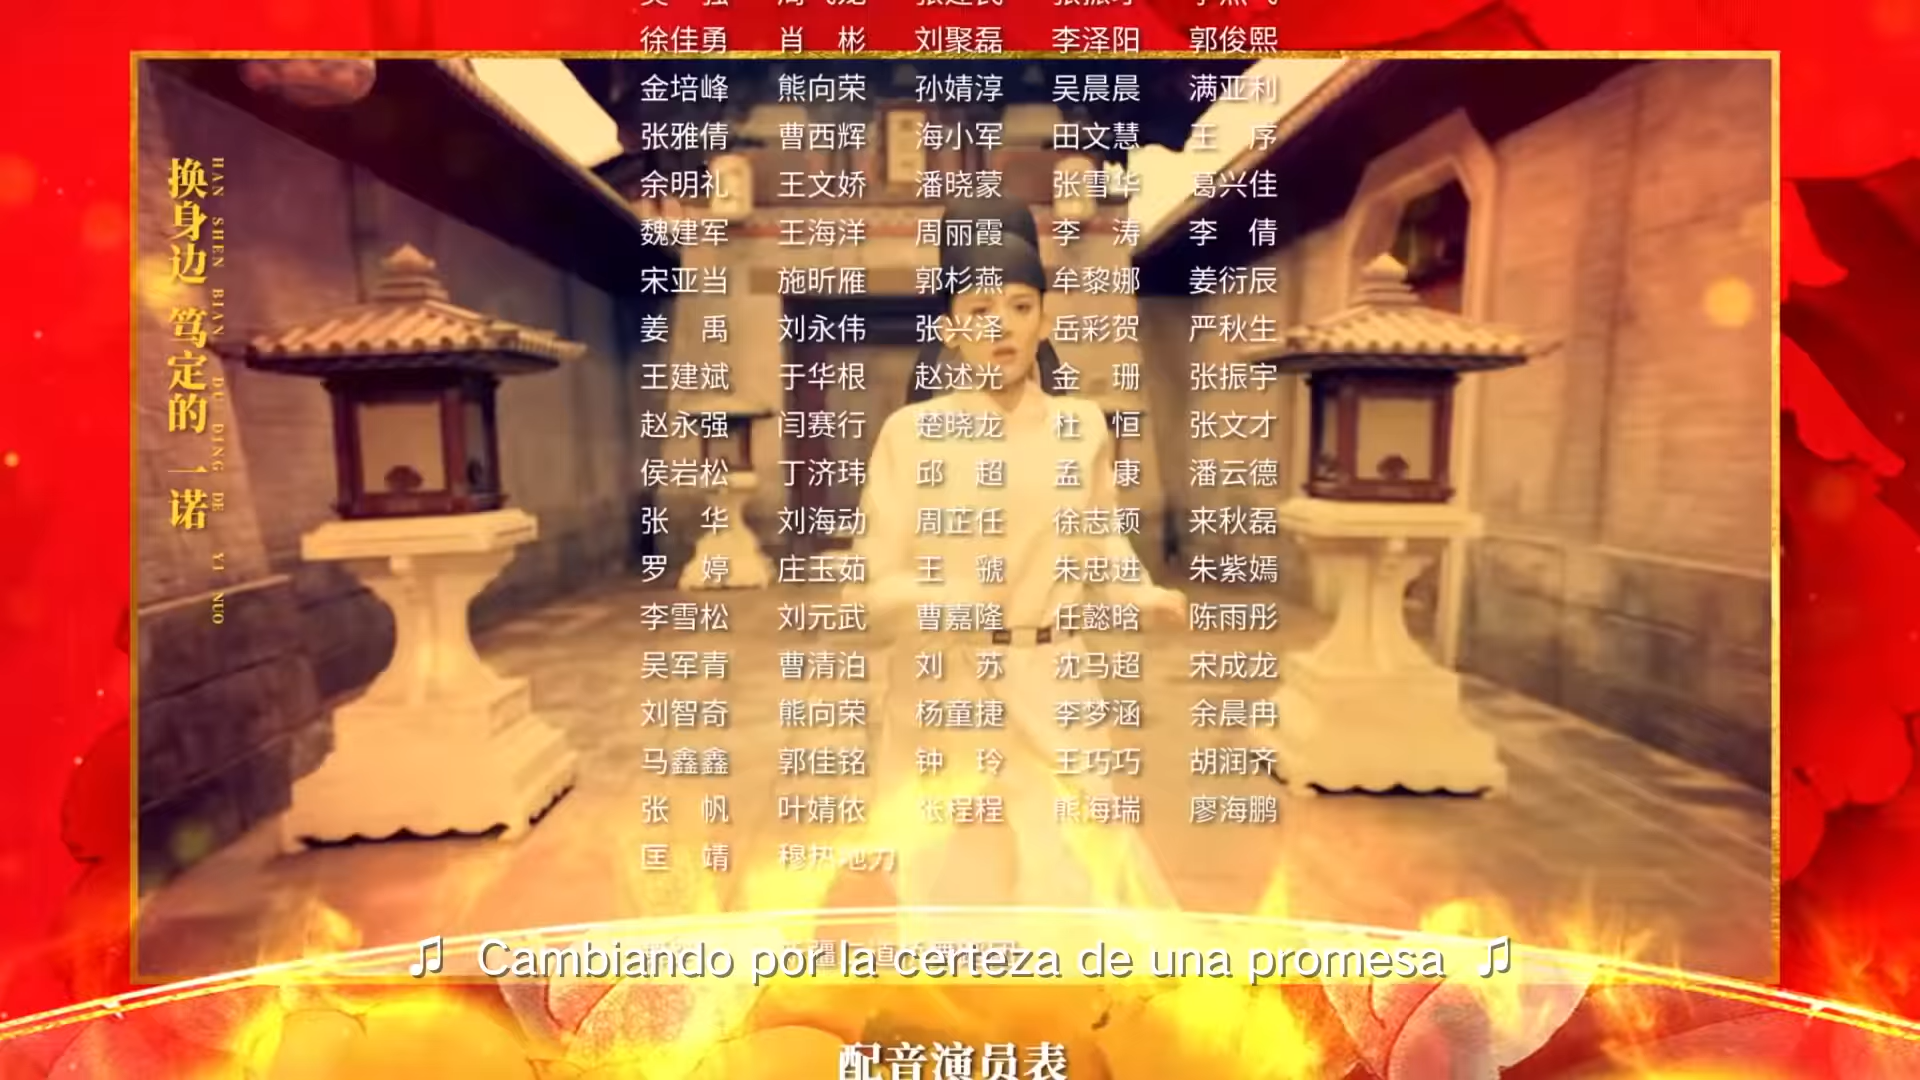 徐佳勇 肖 彬 刘聚磊 李泽阳 郭俊熙
金培峰 熊向荣 孙婧淳 吴晨晨 满亚利
张雅倩 曹西辉 海小军 田文慧 王 序
余明礼 王文娇 潘晓蒙 张雪华 葛兴佳
魏建军 王海洋 周丽霞 李 涛 李 倩
宋亚当 施昕雁 郭杉燕 牟黎娜 姜衍辰
姜 禹 刘永伟 张兴泽 岳彩贺 严秋生
王建斌 于华根 赵述光 金 珊 张振宇
赵永强 闫赛行 楚晓龙 杜 恒 张文才
侯岩松 丁济玮 邱 超 孟 康 潘云德
张 华 刘海动 周芷任 徐志颖 来秋磊
罗 婷 庄玉茹 王 虢 朱忠进 朱紫嫣
李雪松 刘元武 曹嘉隆 任懿晗 陈雨彤
吴军青 曹清泊 刘 苏 沈马超 宋成龙
刘智奇 熊向荣 杨童捷 李梦涵 余晨冉
马鑫鑫 郭佳铭 钟 玲 王巧巧 胡润齐
张 帆 叶婧依 张程程 熊海瑞 廖海鹏
匡 靖 穆热地力
换身边 笃定的 一诺
HAN SHEN BIAN DU DING DE YI NUO
♫ Cambiando por la certeza de una promesa ♫
配音演员表